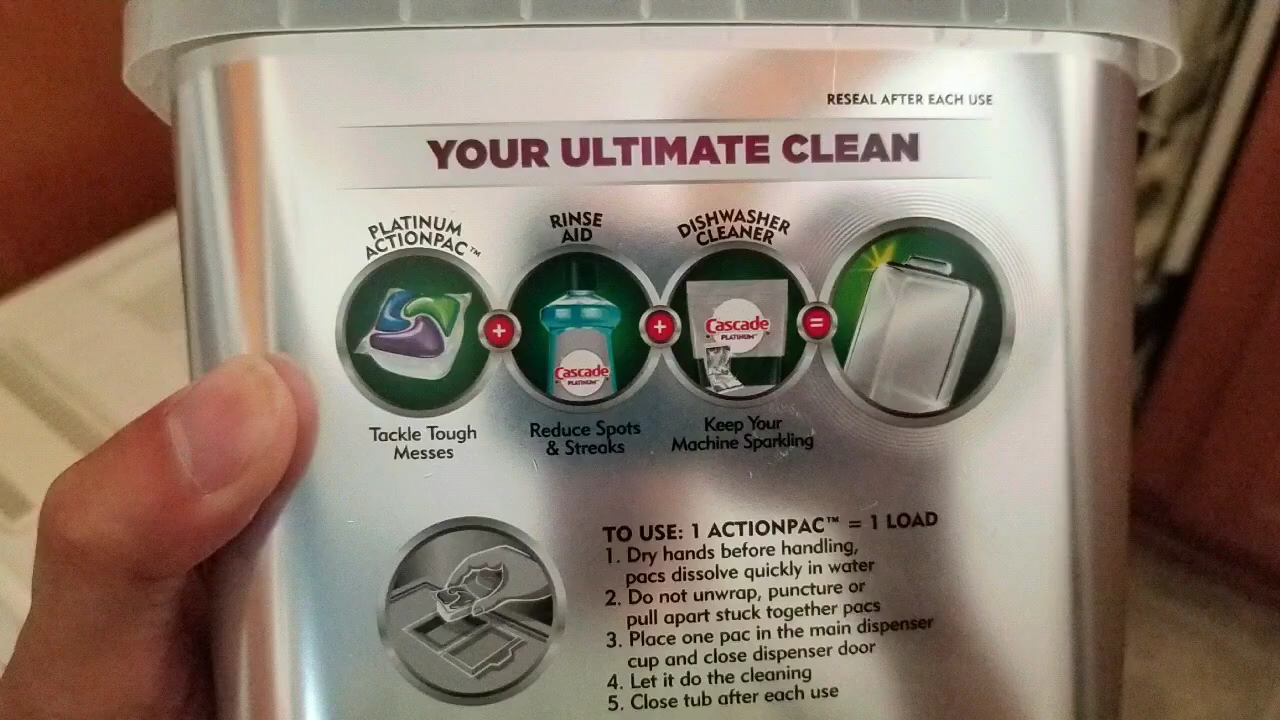 RESEAL AFTER EACH USE
YOUR ULTIMATE CLEAN
PLATINUM
ACTIONPAC™
RINSE
AID
DISHWASHER
CLEANER
+
Cascade
PLATINUM™
+
Cascade
PLATINUM™
=
Tackle Tough
Messes
Reduce Spots
& Streaks
Keep Your
Machine Sparkling
TO USE: 1 ACTIONPAC™ = 1 LOAD
1. Dry hands before handling,
pacs dissolve quickly in water
2. Do not unwrap, puncture or
pull apart stuck together pacs
3. Place one pac in the main dispenser
cup and close dispenser door
4. Let it do the cleaning
5. Close tub after each use